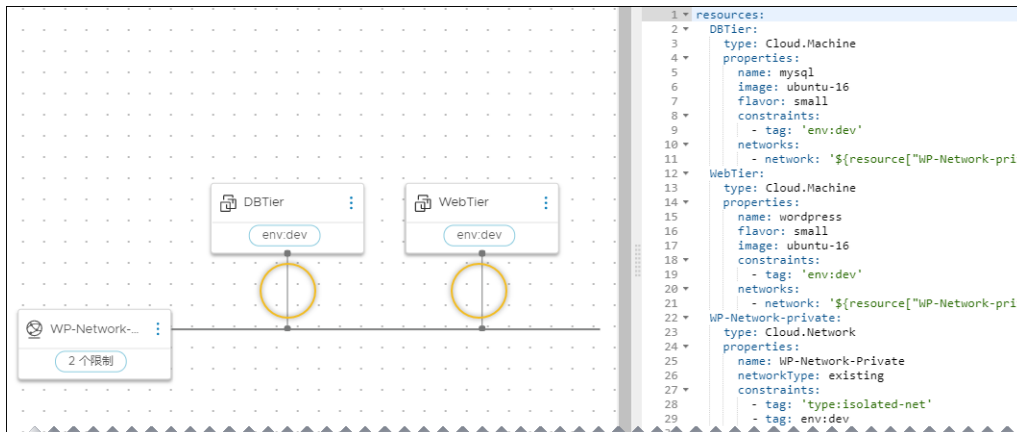 DBTier
env:dev
WebTier
env:dev
WP-Network-...
2 个限制
1 resources:
2 DBTier:
3 type: Cloud.Machine
4 properties:
5 name: mysql
6 image: ubuntu-16
7 flavor: small
8 constraints:
9 - tag: 'env:dev'
10 networks:
11 - network: '${resource["WP-Network-pri
12 WebTier:
13 type: Cloud.Machine
14 properties:
15 name: wordpress
16 flavor: small
17 image: ubuntu-16
18 constraints:
19 - tag: 'env:dev'
20 networks:
21 - network: '${resource["WP-Network-pri
22 WP-Network-private:
23 type: Cloud.Network
24 properties:
25 name: WP-Network-Private
26 networkType: existing
27 constraints:
28 - tag: 'type:isolated-net'
29 - tag: env:dev